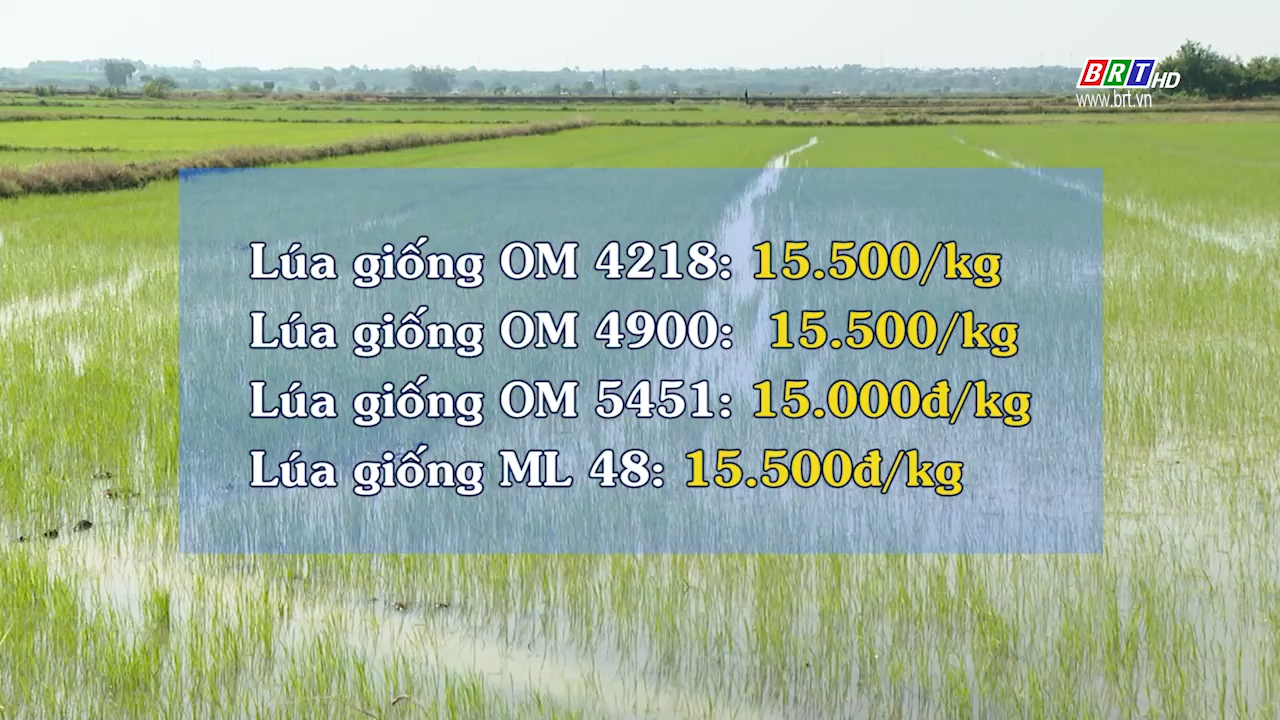 BRT HD
www.brt.vn
Lúa giống OM 4218: 15.500/kg
Lúa giống OM 4900: 15.500/kg
Lúa giống OM 5451: 15.000đ/kg
Lúa giống ML 48: 15.500đ/kg